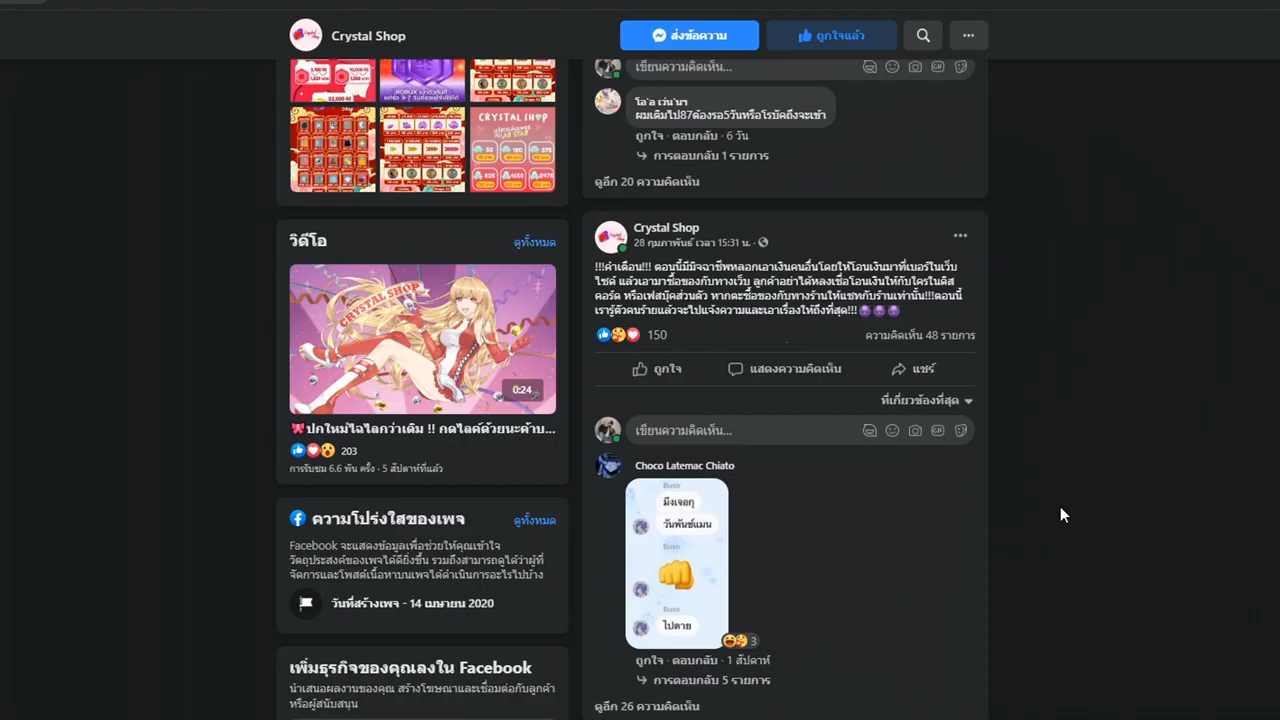 Crystal Shop
ส่งข้อความ
ถูกใจแล้ว
เขียนความคิดเห็น...
โอ'อ เว่น'นา
ผมเติมไป87ต้องรอ5วันหรือโรบัคถึงจะเข้า
ถูกใจ · ตอบกลับ · 6 วัน
การตอบกลับ 1 รายการ
ดูอีก 20 ความคิดเห็น
CRYSTAL SHOP
วิดีโอ
ดูทั้งหมด
CRYSTAL SHOP
0:24
🎀ปกใหม่ไฉไลกว่าเดิม !! กดไลค์ด้วยนะค้าบ...
203
การรับชม 6.6 พัน ครั้ง · 5 สัปดาห์ที่แล้ว
ความโปร่งใสของเพจ
ดูทั้งหมด
Facebook จะแสดงข้อมูลเพื่อช่วยให้คุณเข้าใจ
วัตถุประสงค์ของเพจได้ดียิ่งขึ้น รวมถึงสามารถดูได้ว่าผู้ที่
จัดการและโพสต์เนื้อหาบนเพจได้ดำเนินการอะไรไปบ้าง
วันที่สร้างเพจ - 14 เมษายน 2020
เพิ่มธุรกิจของคุณลงใน Facebook
นำเสนอผลงานของคุณ สร้างโฆษณาและเชื่อมต่อกับลูกค้า
หรือผู้สนับสนุน
Crystal Shop
28 กุมภาพันธ์ เวลา 15:31 น.
!!!คำเตือน!!! ตอนนี้มีมิจฉาชีพหลอกเอาเงินคนอื่นโดยให้โอนเงินมาที่เบอร์ในเว็บ
ไซต์ แล้วเอามาซื้อของกับทางเว็บ ลูกค้าอย่าได้หลงเชื่อโอนเงินให้กับใครในดิส
คอร์ด หรือเฟสบุ๊คส่วนตัว หากจะซื้อของกับทางร้านให้แชทกับร้านเท่านั้น!!!ตอนนี้
เรารู้ตัวคนร้ายแล้วจะไปแจ้งความและเอาเรื่องให้ถึงที่สุด!!!
150
ความคิดเห็น 48 รายการ
ถูกใจ
แสดงความคิดเห็น
แชร์
ที่เกี่ยวข้องที่สุด
เขียนความคิดเห็น...
Choco Latemac Chiato
Buso
มึงเจอกู
วันพันช์แมน
Buso
Buso
ไปตาย
3
ถูกใจ · ตอบกลับ · 1 สัปดาห์
การตอบกลับ 5 รายการ
ดูอีก 26 ความคิดเห็น